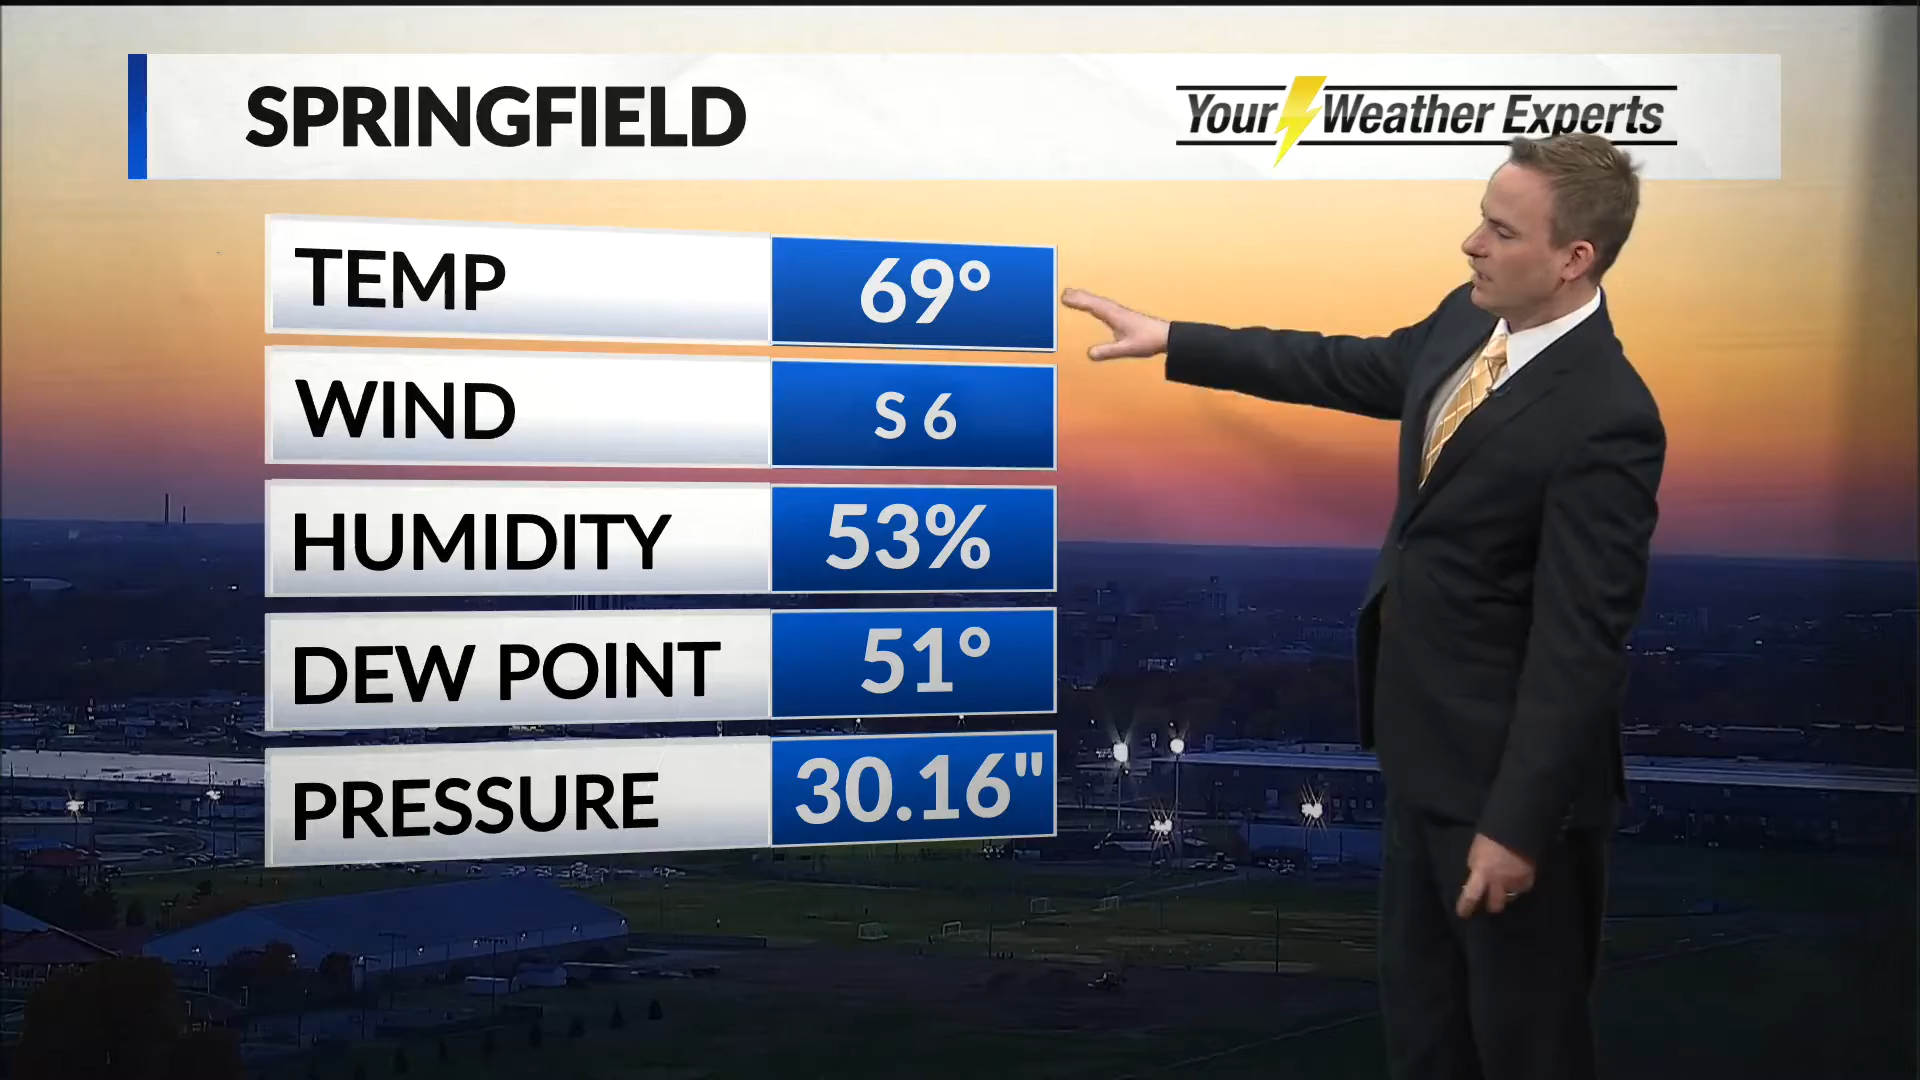 SPRINGFIELD
Your Weather Experts
TEMP 69°
WIND S 6
HUMIDITY 53%
DEW POINT 51°
PRESSURE 30.16"